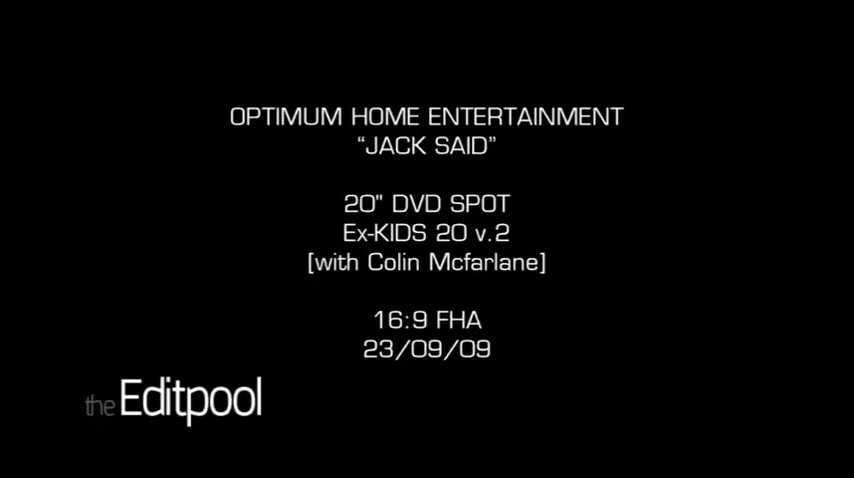 OPTIMUM HOME ENTERTAINMENT
“JACK SAID”
20" DVD SPOT
Ex-KIDS 20 v.2
[with Colin Mcfarlane]
16:9 FHA
23/09/09
the Editpool